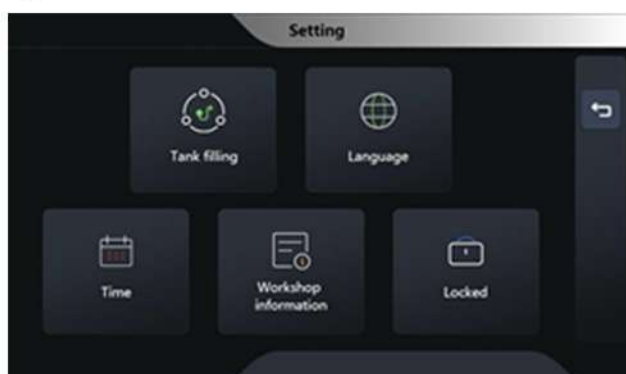 Setting
Tank filling
Language
Time
Workshop
information
Locked